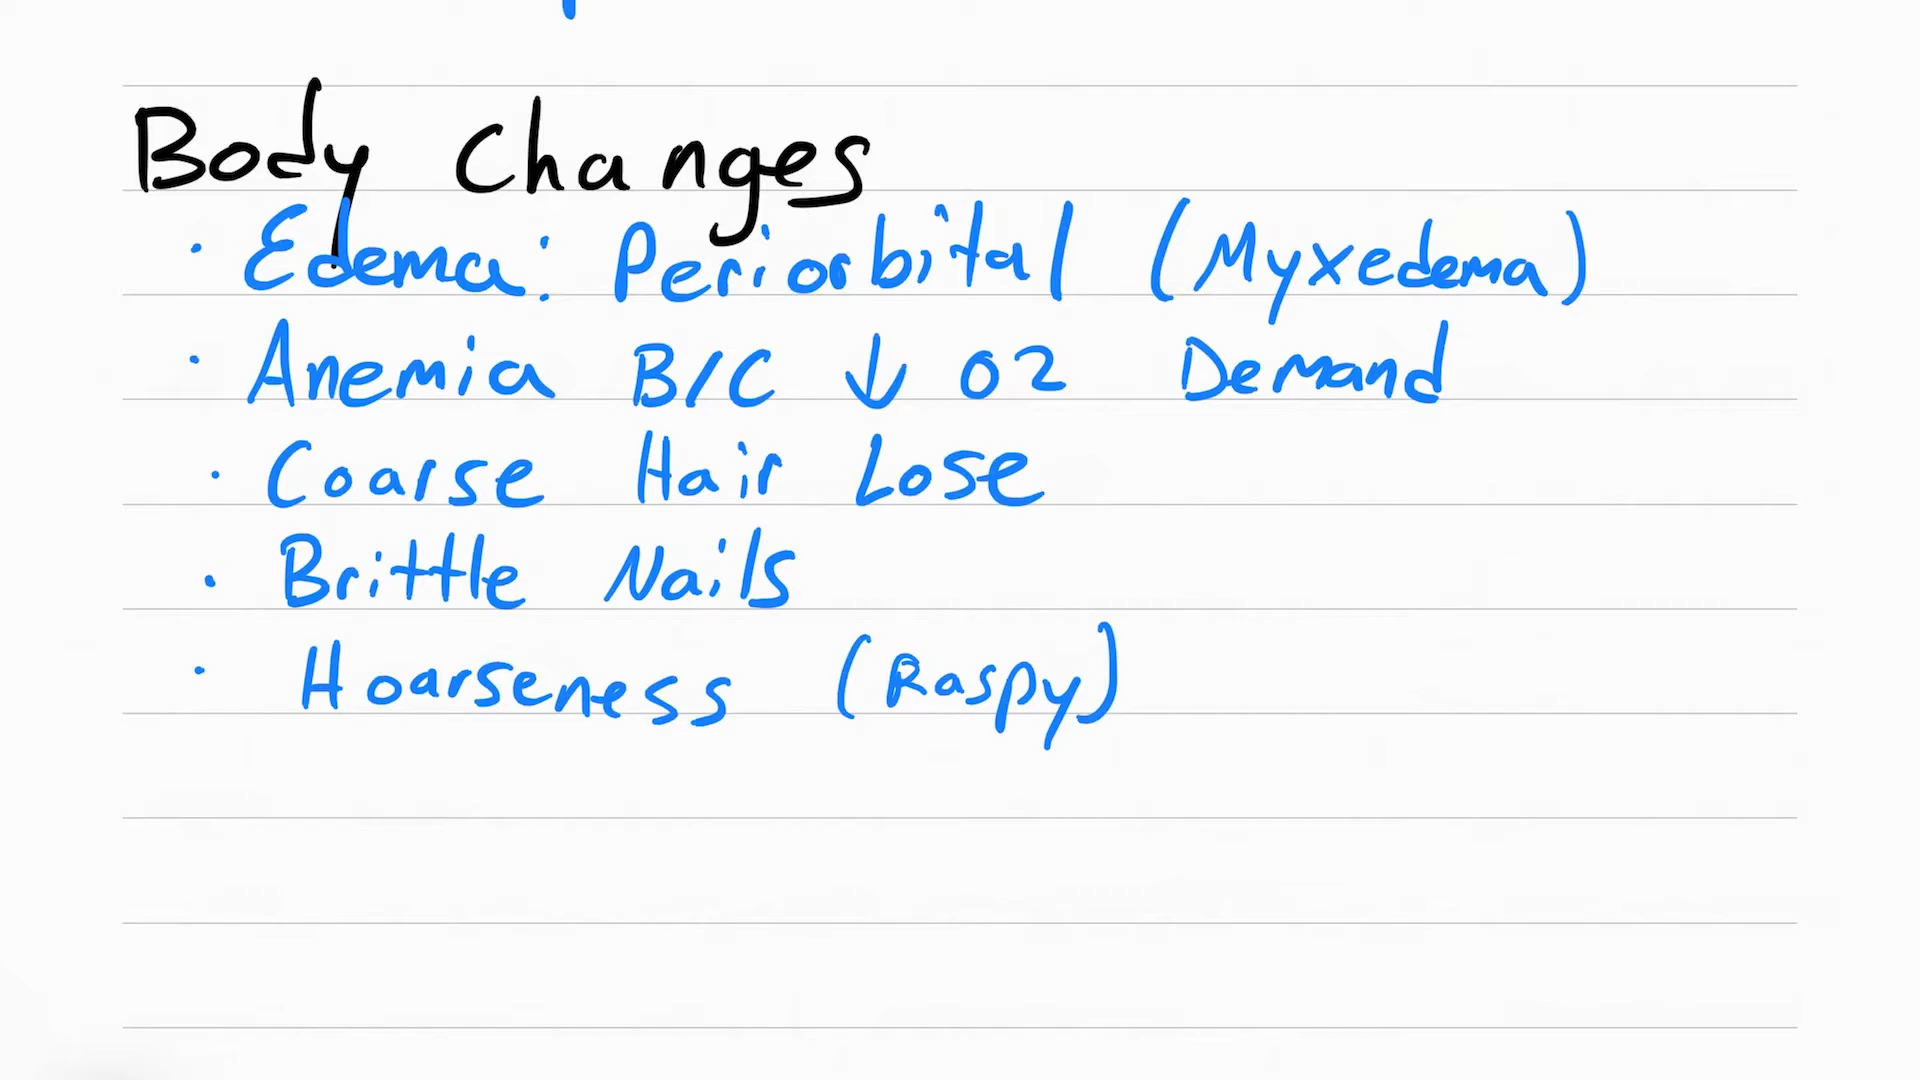 Body Changes
· Edema: Periorbital (Myxedema)
· Anemia B/C ↓ O2 Demand
· Coarse Hair Lose
· Brittle Nails
· Hoarseness (Raspy)